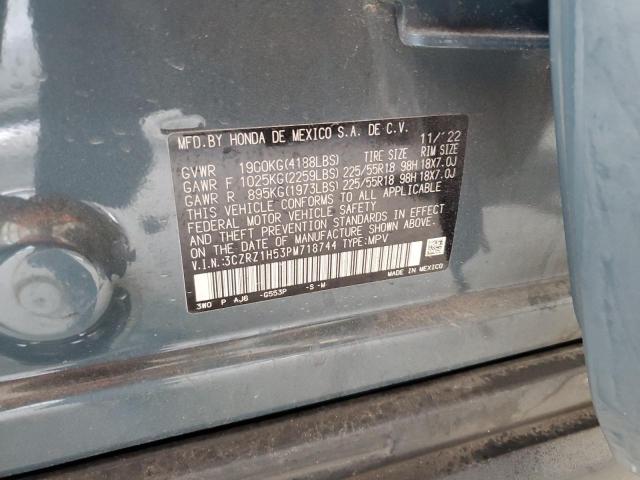 MFD.BY HONDA DE MEXICO S.A. DE C.V. 11/'22
GVWR 1900KG(4188LBS) TIRE SIZE RIM SIZE
GAWR F 1025KG(2259LBS) 225/55R18 98H 18X7.0J
GAWR R 895KG(1973LBS) 225/55R18 98H 18X7.0J
THIS VEHICLE CONFORMS TO ALL APPLICABLE
FEDERAL MOTOR VEHICLE SAFETY
AND THEFT PREVENTION STANDARDS IN EFFECT
ON THE DATE OF MANUFACTURE SHOWN ABOVE.
V.I.N.:3CZRZ1H53PM718744 TYPE:MPV
3W0 P AJ6 -G553P -S -M MADE IN MEXICO